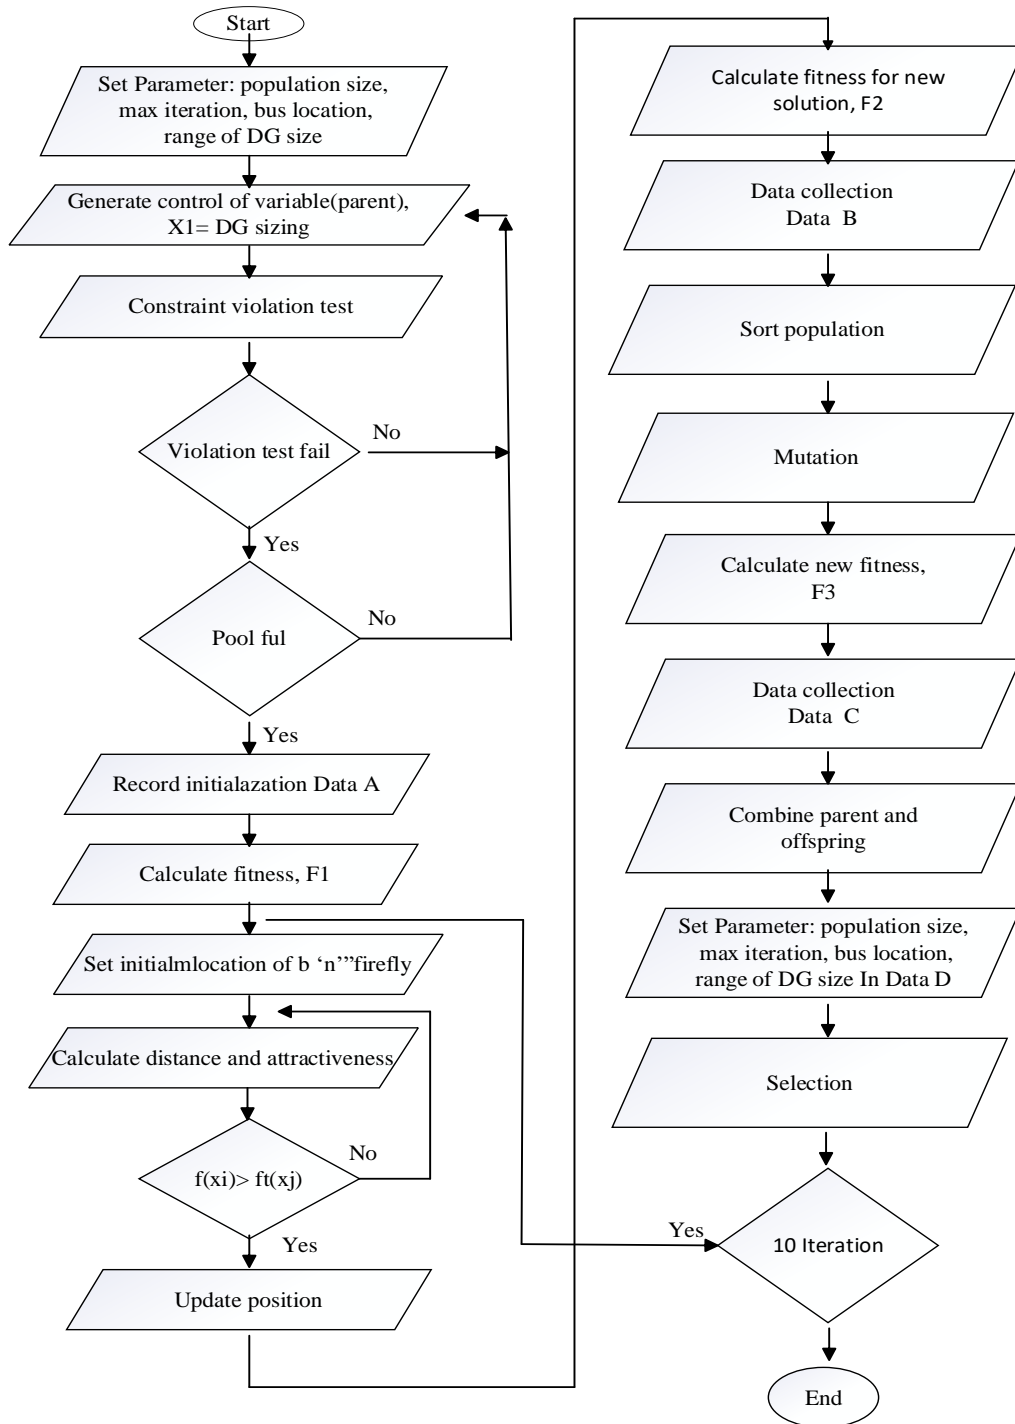 Start
Set Parameter: population size,
max iteration, bus location,
range of DG size
Generate control of variable(parent),
X1= DG sizing
Constraint violation test
Violation test fail
No
Yes
Pool ful
No
Yes
Record initialazation Data A
Calculate fitness, F1
Set initialmlocation of b ‘n’”firefly
Calculate distance and attractiveness
f(xi)> ft(xj)
No
Yes
Update position
Calculate fitness for new
solution, F2
Data collection
Data B
Sort population
Mutation
Calculate new fitness,
F3
Data collection
Data C
Combine parent and
offspring
Set Parameter: population size,
max iteration, bus location,
range of DG size In Data D
Selection
Yes
10 Iteration
End